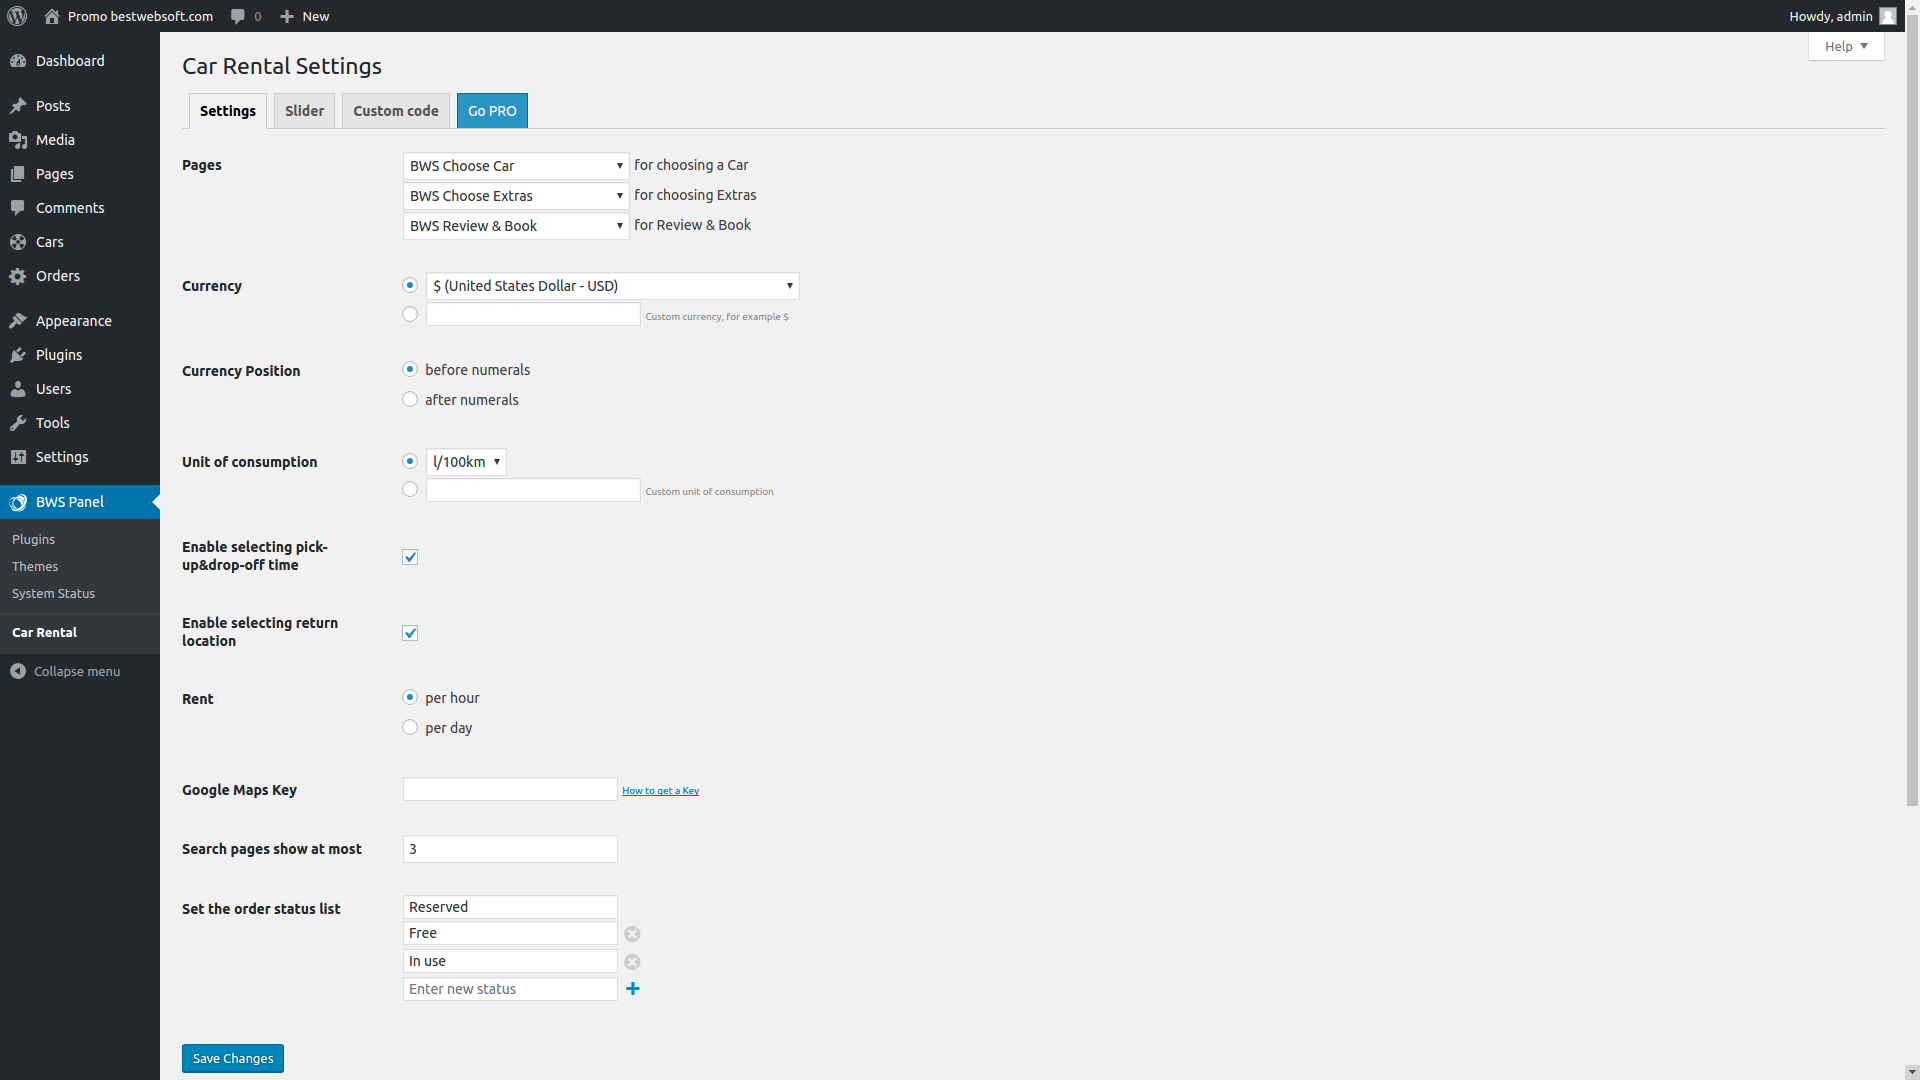 Promo bestwebsoft.com 0 New Howdy, admin
Help
Dashboard
Posts
Media
Pages
Comments
Cars
Orders
Appearance
Plugins
Users
Tools
Settings
BWS Panel
Plugins
Themes
System Status
Car Rental
Collapse menu
Car Rental Settings
Settings Slider Custom code Go PRO
Pages BWS Choose Car for choosing a Car
BWS Choose Extras for choosing Extras
BWS Review & Book for Review & Book
Currency $ (United States Dollar - USD)
Custom currency, for example $
Currency Position before numerals
after numerals
Unit of consumption l/100km
Custom unit of consumption
Enable selecting pick-
up&drop-off time
Enable selecting return
location
Rent per hour
per day
Google Maps Key How to get a Key
Search pages show at most 3
Set the order status list Reserved
Free
In use
Enter new status
Save Changes